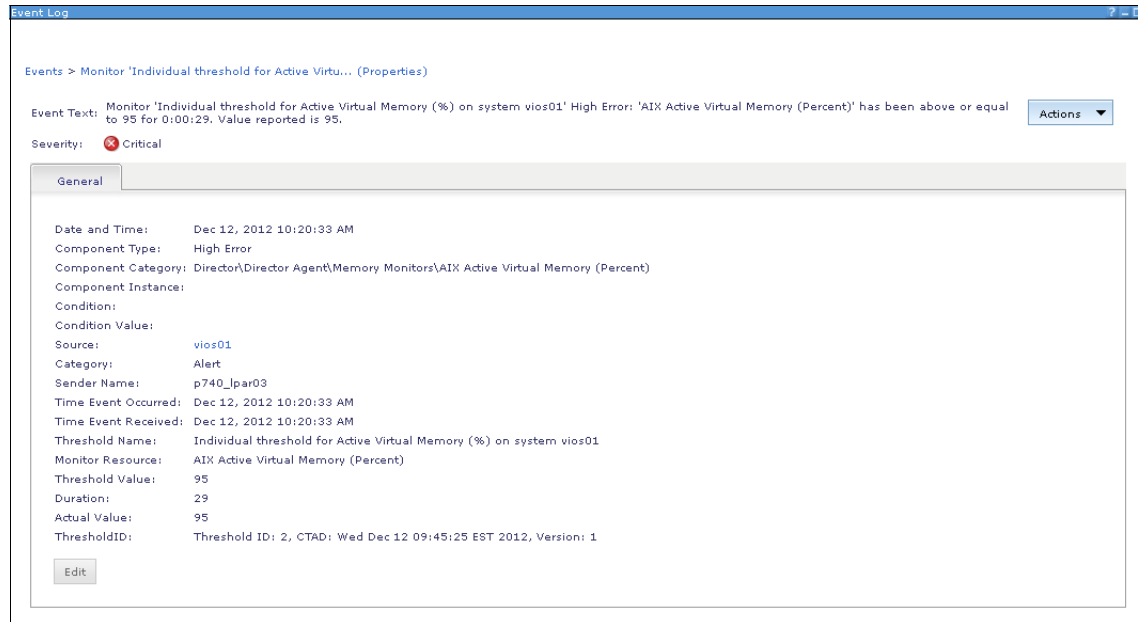 Event Log
? –
Events > Monitor 'Individual threshold for Active Virtu... (Properties)
Event Text: Monitor 'Individual threshold for Active Virtual Memory (%) on system vios01' High Error: 'AIX Active Virtual Memory (Percent)' has been above or equal
to 95 for 0:00:29. Value reported is 95.
Actions
Severity: Critical
General
Date and Time: Dec 12, 2012 10:20:33 AM
Component Type: High Error
Component Category: Director\Director Agent\Memory Monitors\AIX Active Virtual Memory (Percent)
Component Instance:
Condition:
Condition Value:
Source: vios01
Category: Alert
Sender Name: p740_lpar03
Time Event Occurred: Dec 12, 2012 10:20:33 AM
Time Event Received: Dec 12, 2012 10:20:33 AM
Threshold Name: Individual threshold for Active Virtual Memory (%) on system vios01
Monitor Resource: AIX Active Virtual Memory (Percent)
Threshold Value: 95
Duration: 29
Actual Value: 95
ThresholdID: Threshold ID: 2, CTAD: Wed Dec 12 09:45:25 EST 2012, Version: 1
Edit